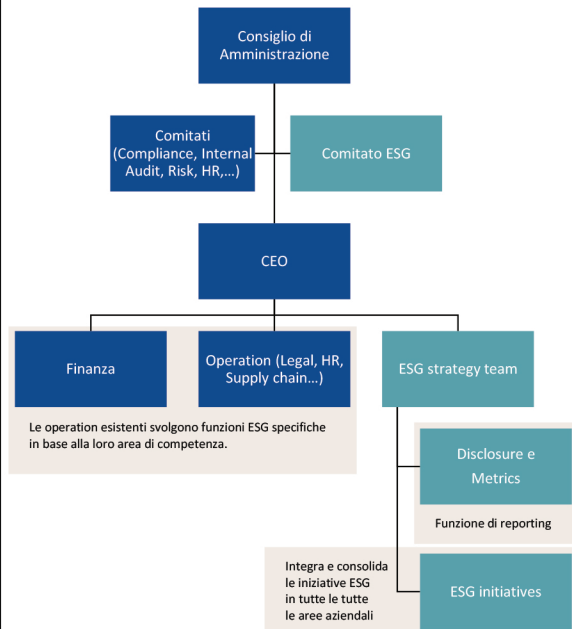 Consiglio di
Amministrazione
Comitati
(Compliance, Internal
Audit, Risk, HR,...)
Comitato ESG
CEO
Finanza
Operation (Legal, HR,
Supply chain...)
ESG strategy team
Le operation esistenti svolgono funzioni ESG specifiche
in base alla loro area di competenza.
Disclosure e
Metrics
Funzione di reporting
Integra e consolida
le iniziative ESG
in tutte le tutte
le aree aziendali
ESG initiatives